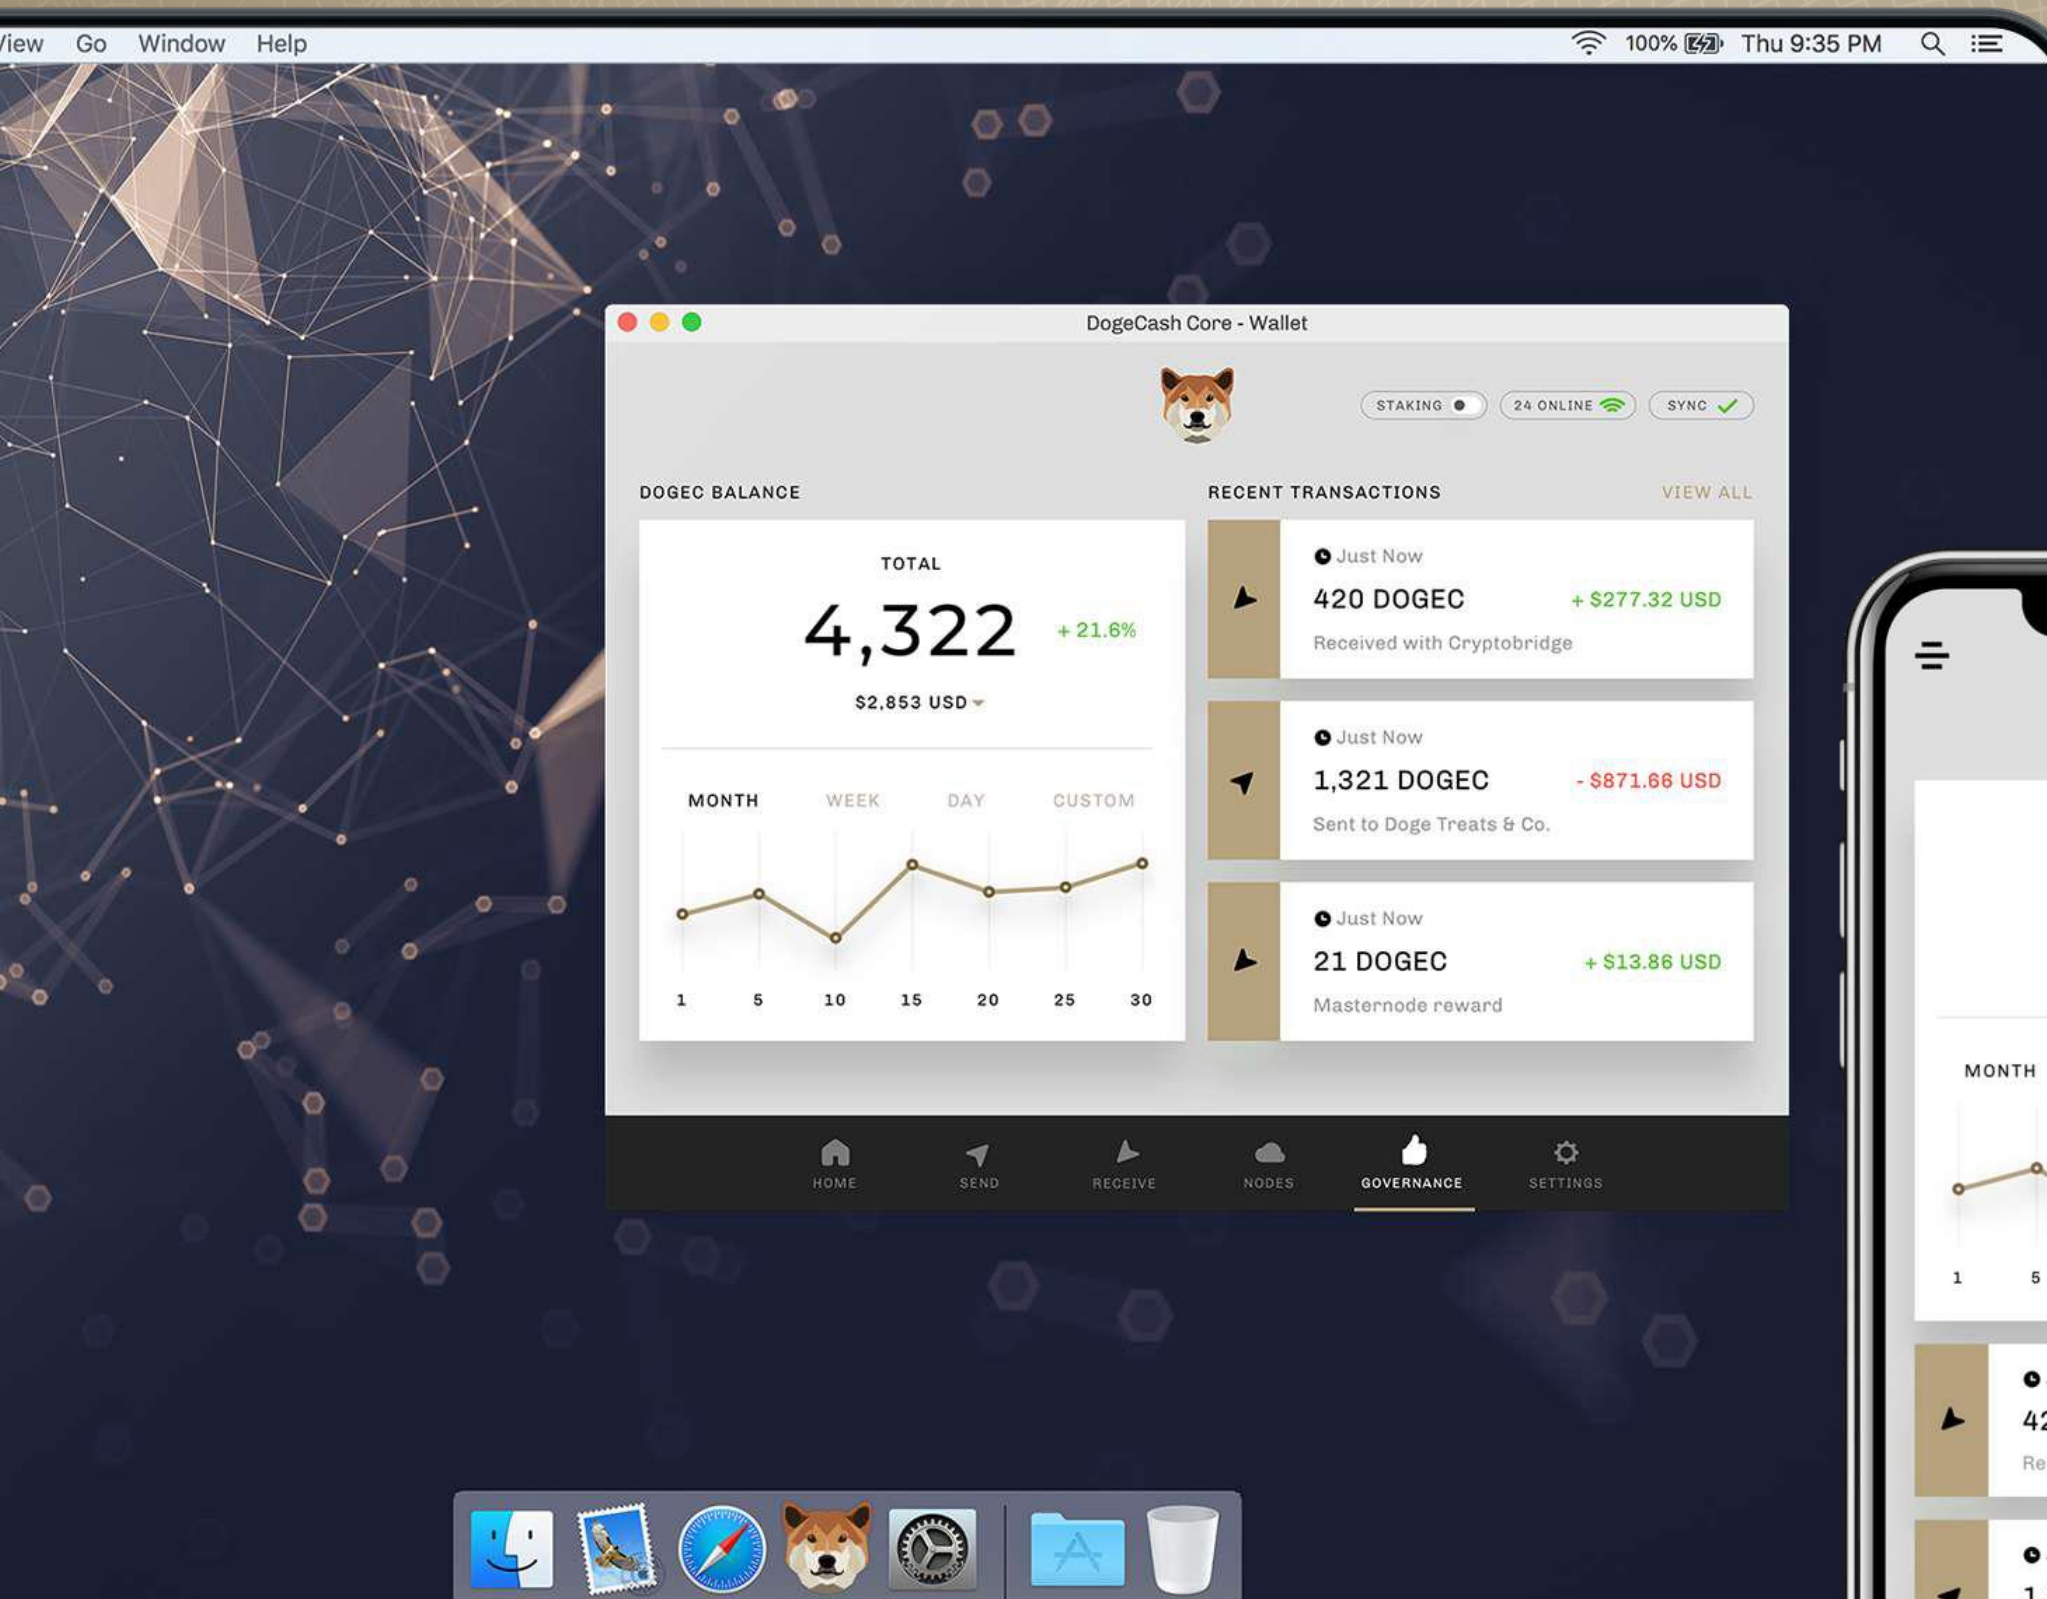 Go Window Help 100% Thu 9:35 PM
DogeCash Core - Wallet
STAKING 24 ONLINE SYNC
DOGEC BALANCE
TOTAL
4,322 + 21.6%
$2,853 USD
MONTH WEEK DAY CUSTOM
1 5 10 15 20 25 30
RECENT TRANSACTIONS VIEW ALL
Just Now
420 DOGEC + $277.32 USD
Received with Cryptobridge
Just Now
1,321 DOGEC - $871.66 USD
Sent to Doge Treats & Co.
Just Now
21 DOGEC + $13.86 USD
Masternode reward
HOME SEND RECEIVE NODES GOVERNANCE SETTINGS
MONTH
1 5